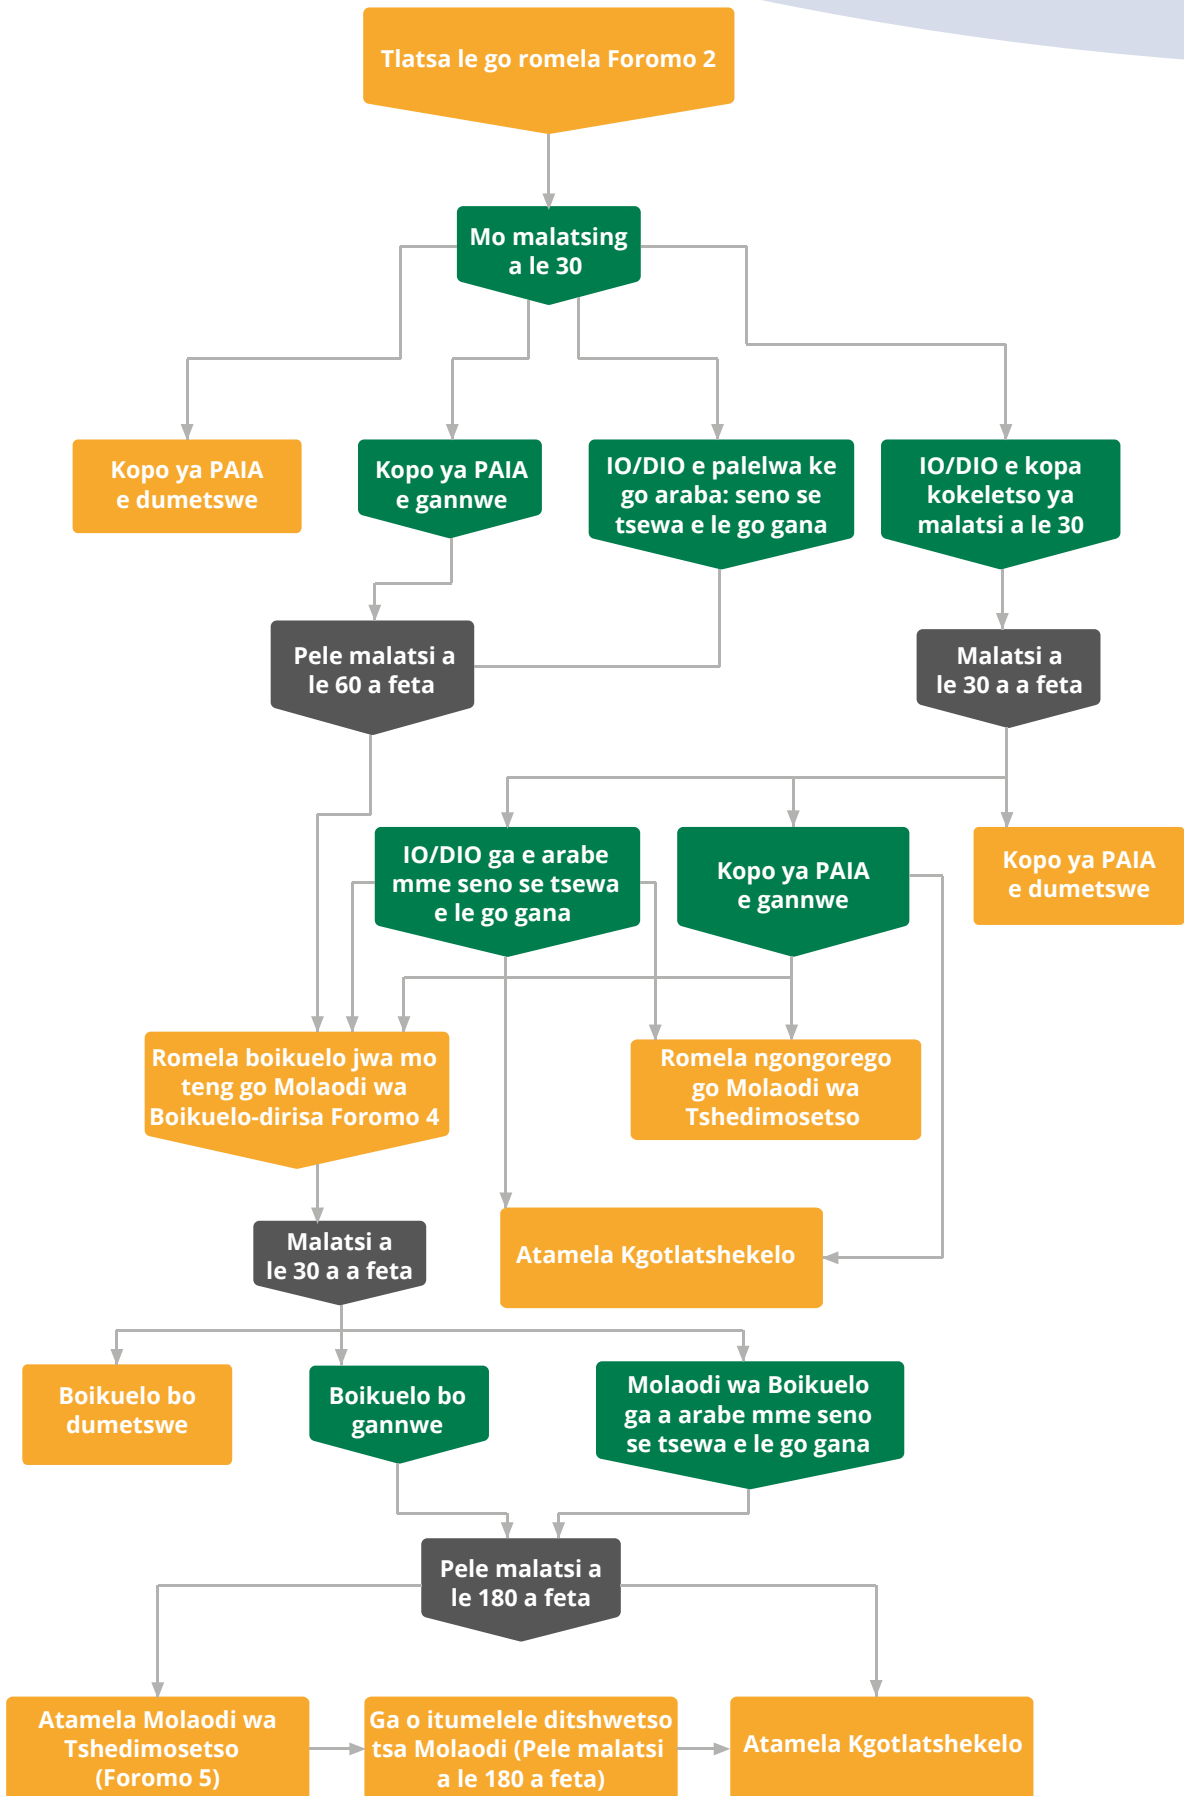 Tlatsa le go romela Foromo 2
Mo malatsing
a le 30
Kopo ya PAIA
e dumetswe
Kopo ya PAIA
e gannwe
IO/DIO e palelwa ke
go araba: seno se
tsewa e le go gana
IO/DIO e kopa
kokeletso ya
malatsi a le 30
Pele malatsi a
le 60 a feta
Malatsi a
le 30 a a feta
IO/DIO ga e arabe
mme seno se tsewa
e le go gana
Kopo ya PAIA
e gannwe
Kopo ya PAIA
e dumetswe
Romela boikuelo jwa mo
teng go Molaodi wa
Boikuelo-dirisa Foromo 4
Romela ngongorego
go Molaodi wa
Tshedimosetso
Malatsi a
le 30 a a feta
Atamela Kgotlatshekelo
Boikuelo bo
dumetswe
Boikuelo bo
gannwe
Molaodi wa Boikuelo
ga a arabe mme seno
se tsewa e le go gana
Pele malatsi a
le 180 a feta
Atamela Molaodi wa
Tshedimosetso
(Foromo 5)
Ga o itumelele ditshwetso
tsa Molaodi (Pele malatsi
a le 180 a feta)
Atamela Kgotlatshekelo